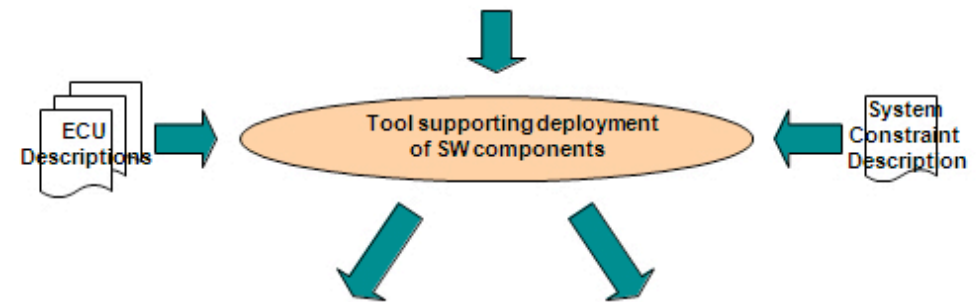 ECU
Descriptions
Tool supporting deployment
of SW components
System
Constraint
Description